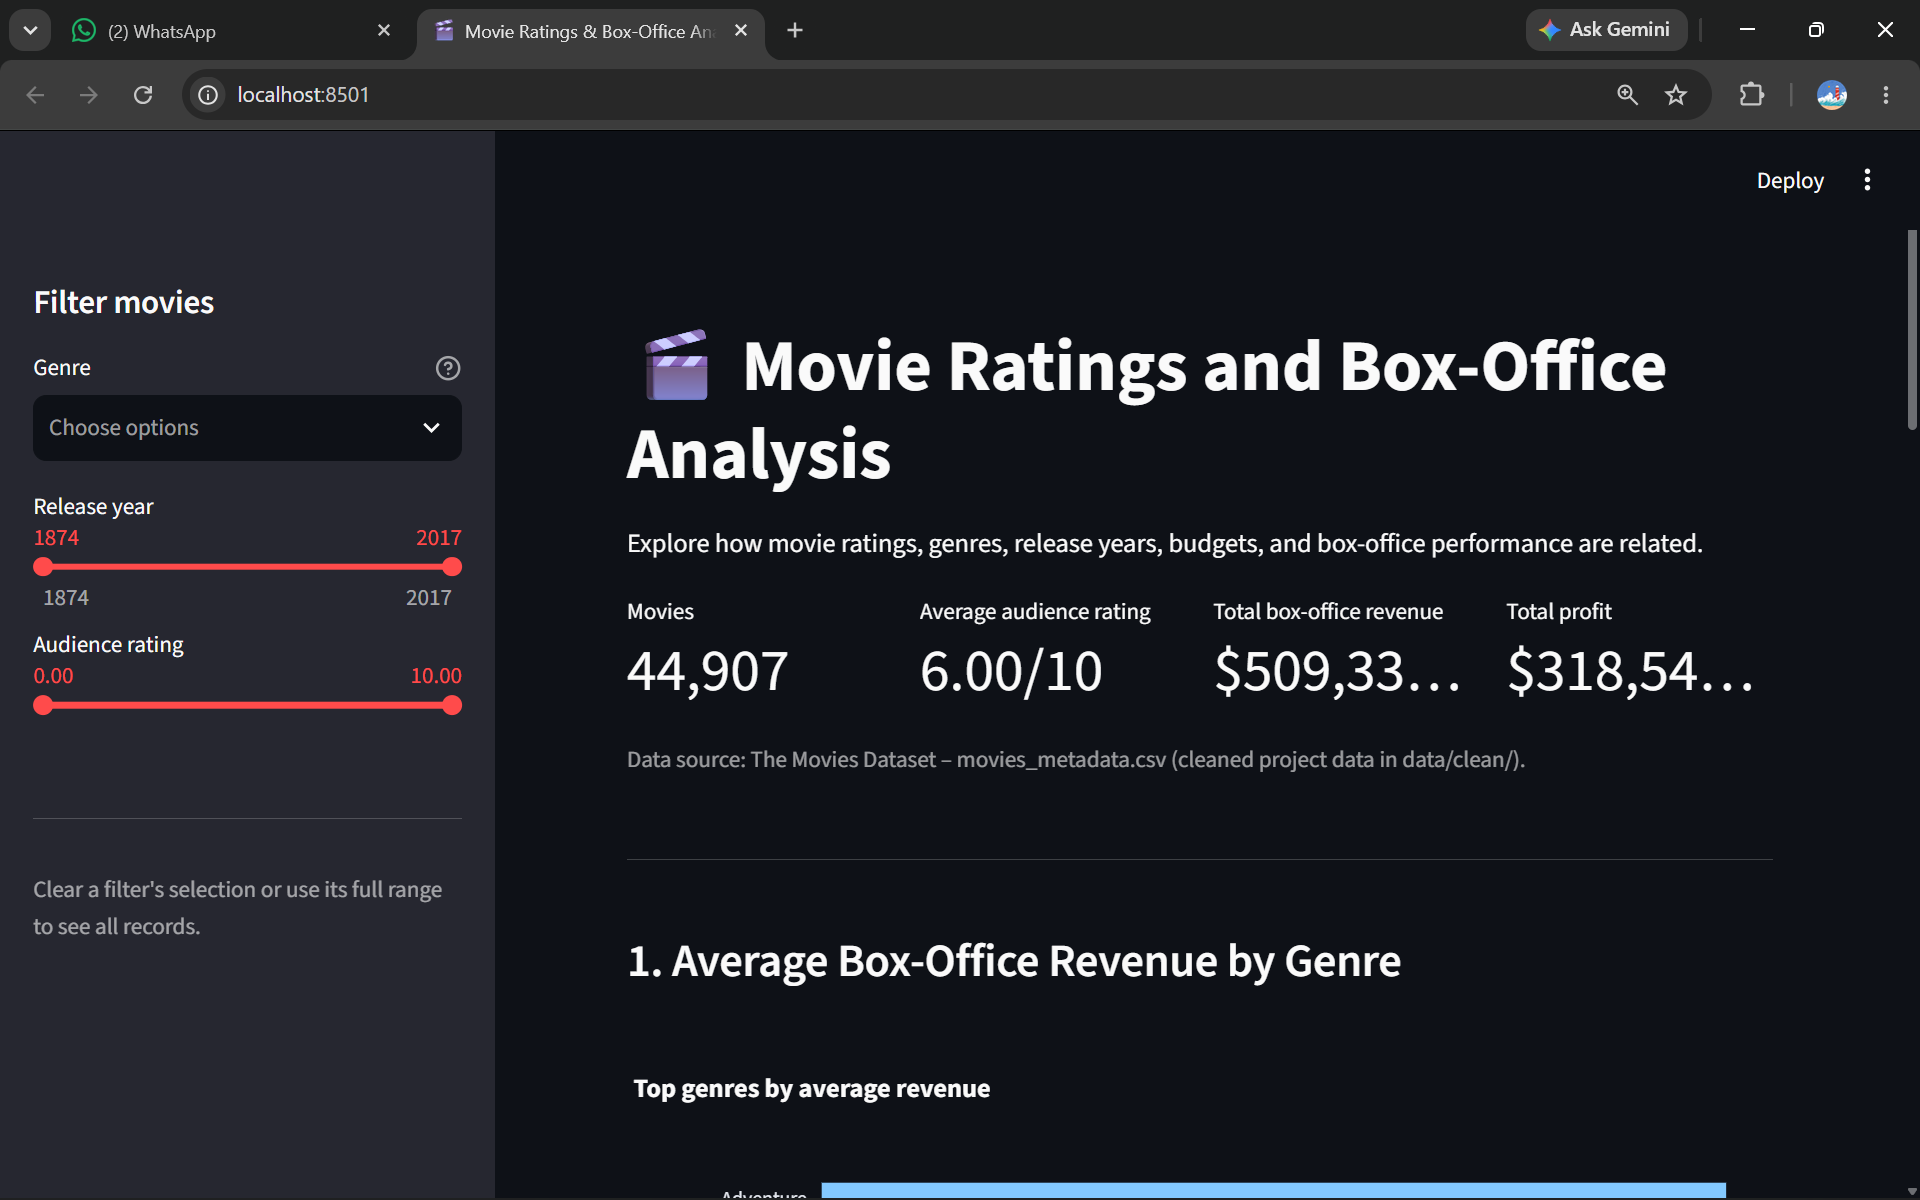 (2) WhatsApp
Movie Ratings & Box-Office An
Ask Gemini
localhost:8501
Deploy
Filter movies
Genre
Choose options
Release year
1874 2017
1874 2017
Audience rating
0.00 10.00
Clear a filter's selection or use its full range
to see all records.
Movie Ratings and Box-Office
Analysis
Explore how movie ratings, genres, release years, budgets, and box-office performance are related.
Movies Average audience rating Total box-office revenue Total profit
44,907 6.00/10 $509,33... $318,54...
Data source: The Movies Dataset – movies_metadata.csv (cleaned project data in data/clean/).
1. Average Box-Office Revenue by Genre
Top genres by average revenue
Adventure